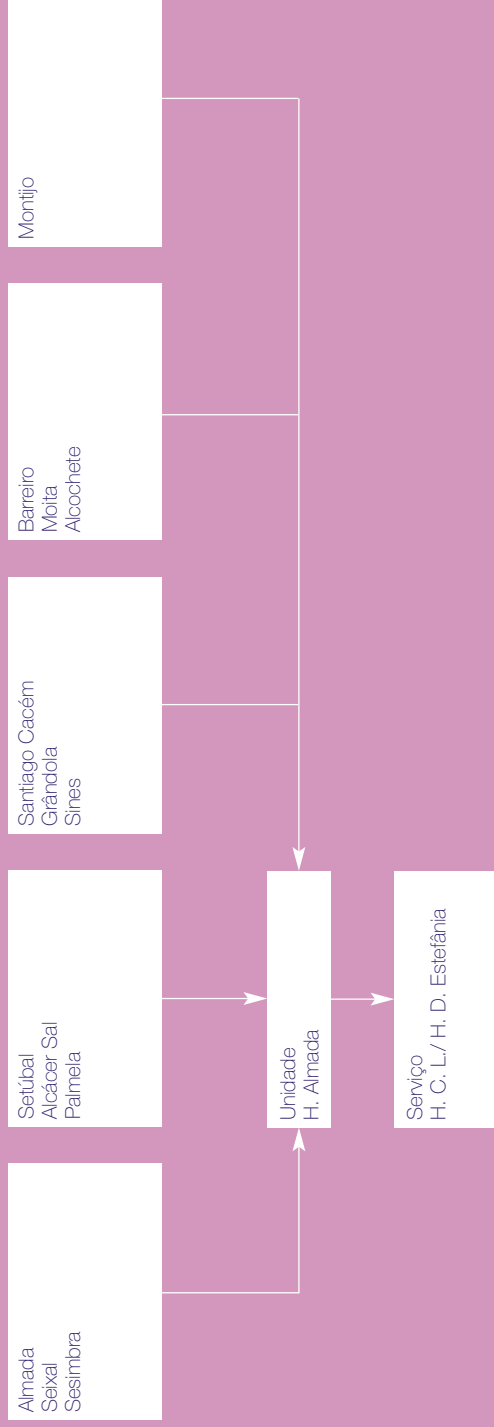 Almada
Seixal
Sesimbra
Setúbal
Alcácer Sal
Palmela
Santiago Cacém
Grândola
Sines
Barreiro
Moita
Alcochete
Montijo
Unidade
H. Almada
Serviço
H. C. L./ H. D. Estefânia